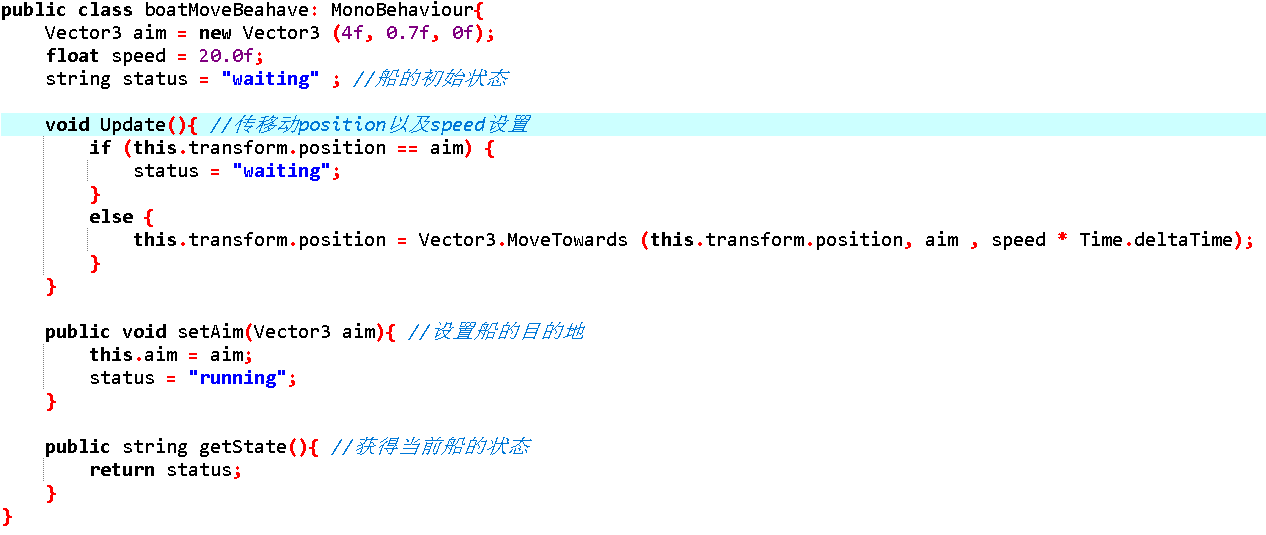 public class boatMoveBeahave: MonoBehaviour{
    Vector3 aim = new Vector3 (4f, 0.7f, 0f);
    float speed = 20.0f;
    string status = "waiting" ; //船的初始状态

    void Update(){ //传移动position以及speed设置
        if (this.transform.position == aim) {
            status = "waiting";
        }
        else {
            this.transform.position = Vector3.MoveTowards (this.transform.position, aim , speed * Time.deltaTime);
        }
    }

    public void setAim(Vector3 aim){ //设置船的目的地
        this.aim = aim;
        status = "running";
    }

    public string getState(){ //获得当前船的状态
        return status;
    }
}